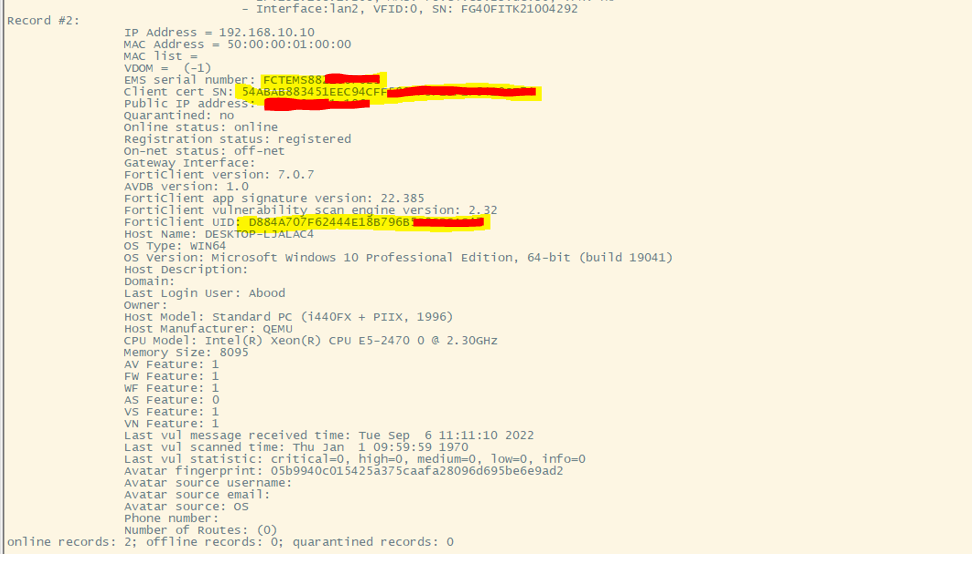 - Interface:lan2, VFID:0, SN: FG40FITK21004292
Record #2:
IP Address = 192.168.10.10
MAC Address = 50:00:00:01:00:00
MAC list =
VDOM = (-1)
EMS serial number: FCTEMS88
Client cert SN: 54ABAB883451EEC94CFF
Public IP address:
Quarantined: no
Online status: online
Registration status: registered
On-net status: off-net
Gateway Interface:
FortiClient version: 7.0.7
AVDB version: 1.0
FortiClient app signature version: 22.385
FortiClient vulnerability scan engine version: 2.32
FortiClient UID: D884A707F62444E18B796B
Host Name: DESKTOP-LJALAC4
OS Type: WIN64
OS Version: Microsoft Windows 10 Professional Edition, 64-bit (build 19041)
Host Description:
Domain:
Last Login User: Abood
Owner:
Host Model: Standard PC (i440FX + PIIX, 1996)
Host Manufacturer: QEMU
CPU Model: Intel(R) Xeon(R) CPU E5-2470 0 @ 2.30GHz
Memory Size: 8095
AV Feature: 1
FW Feature: 1
WF Feature: 1
AS Feature: 0
VS Feature: 1
VN Feature: 1
Last vul message received time: Tue Sep  6 11:11:10 2022
Last vul scanned time: Thu Jan  1 09:59:59 1970
Last vul statistic: critical=0, high=0, medium=0, low=0, info=0
Avatar fingerprint: 05b9940c015425a375caafa28096d695be6e9ad2
Avatar source username:
Avatar source email:
Avatar source: OS
Phone number:
Number of Routes: (0)
online records: 2; offline records: 0; quarantined records: 0